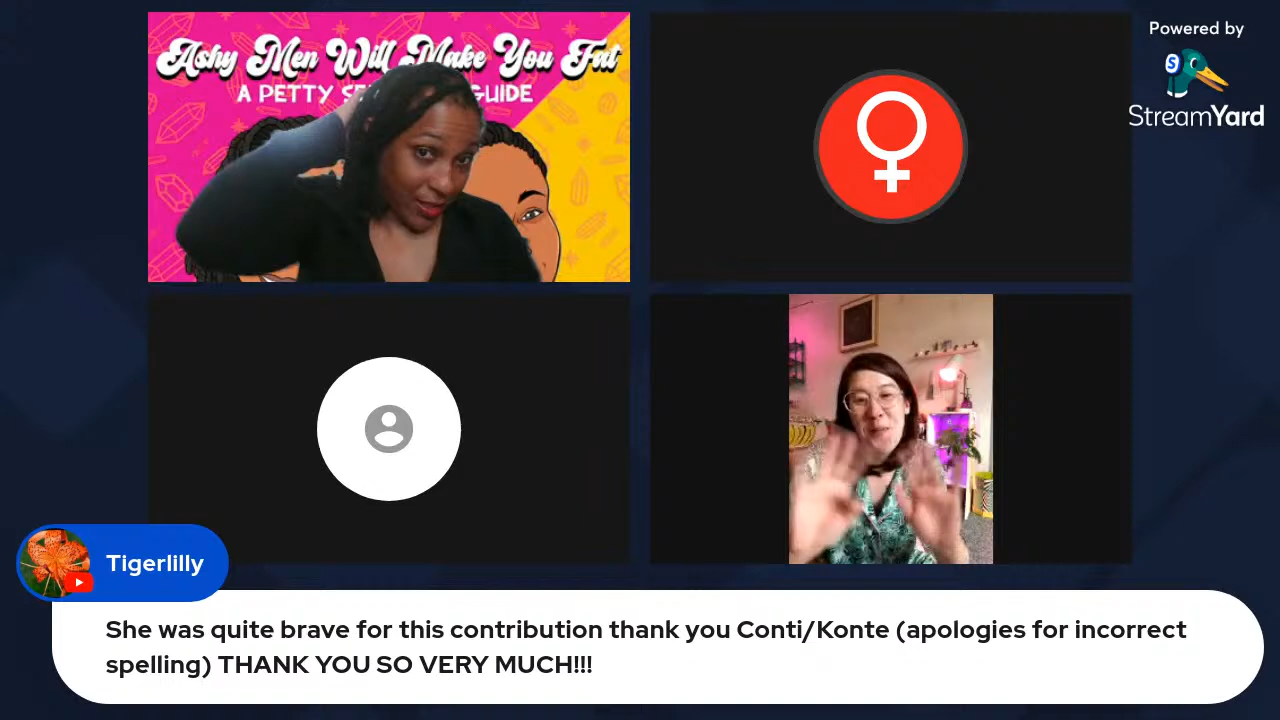 Ashy Men Will Make You Fat
A PETTY GUIDE
Powered by
S
StreamYard
Tigerlilly
She was quite brave for this contribution thank you Conti/Konte (apologies for incorrect
spelling) THANK YOU SO VERY MUCH!!!